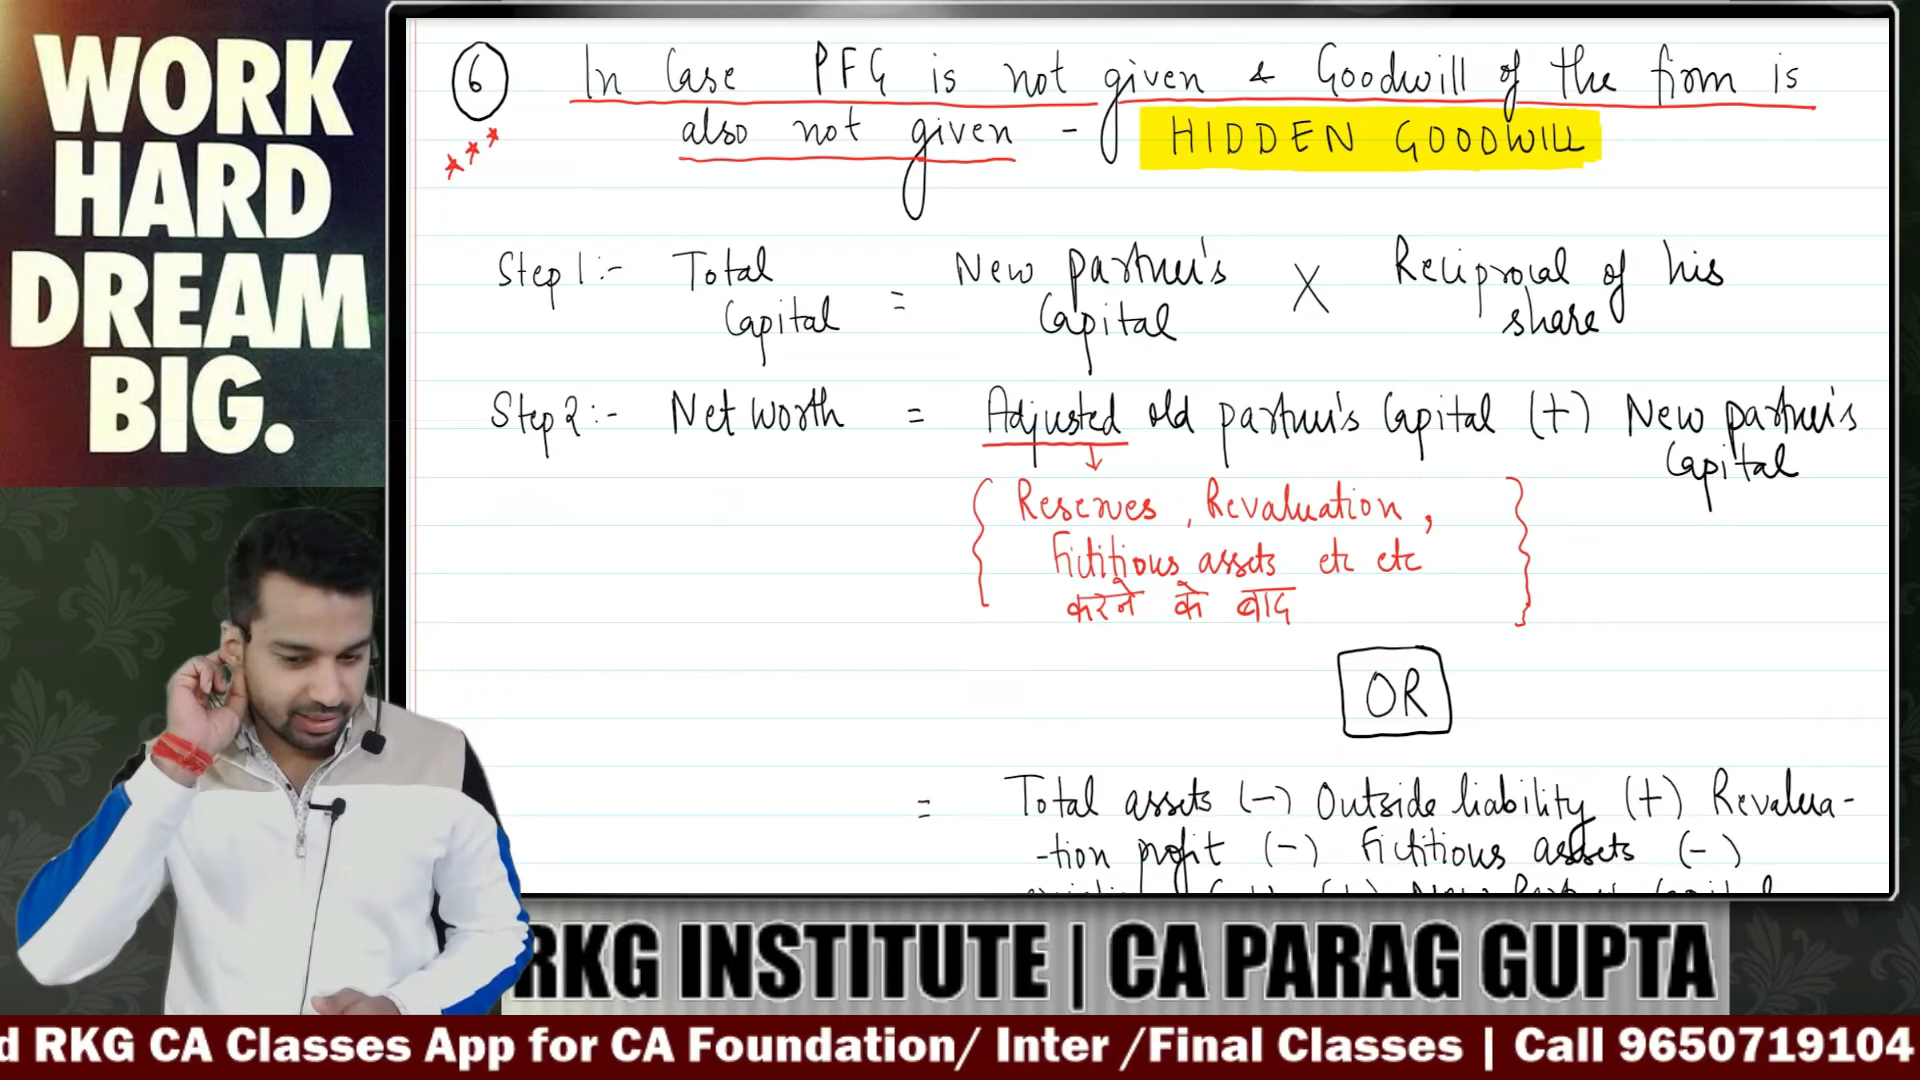 WORK
HARD
DREAM
BIG.
6 In Case PFG is not given & Goodwill of the firm is
also not given - HIDDEN GOODWILL
Step 1:- Total Capital = New partner's Capital X Reciprocal of his share
Step 2:- Net worth = Adjusted old partner's Capital (+) New partner's Capital
{ Reserves, Revaluation,
Fictitious assets etc etc
करने के बाद }
OR
= Total assets (-) Outside liability (+) Revalua-
-tion profit (-) Fictitious assets (-)
(+) New Partner Capital
RKG INSTITUTE | CA PARAG GUPTA
d RKG CA Classes App for CA Foundation/ Inter /Final Classes | Call 9650719104